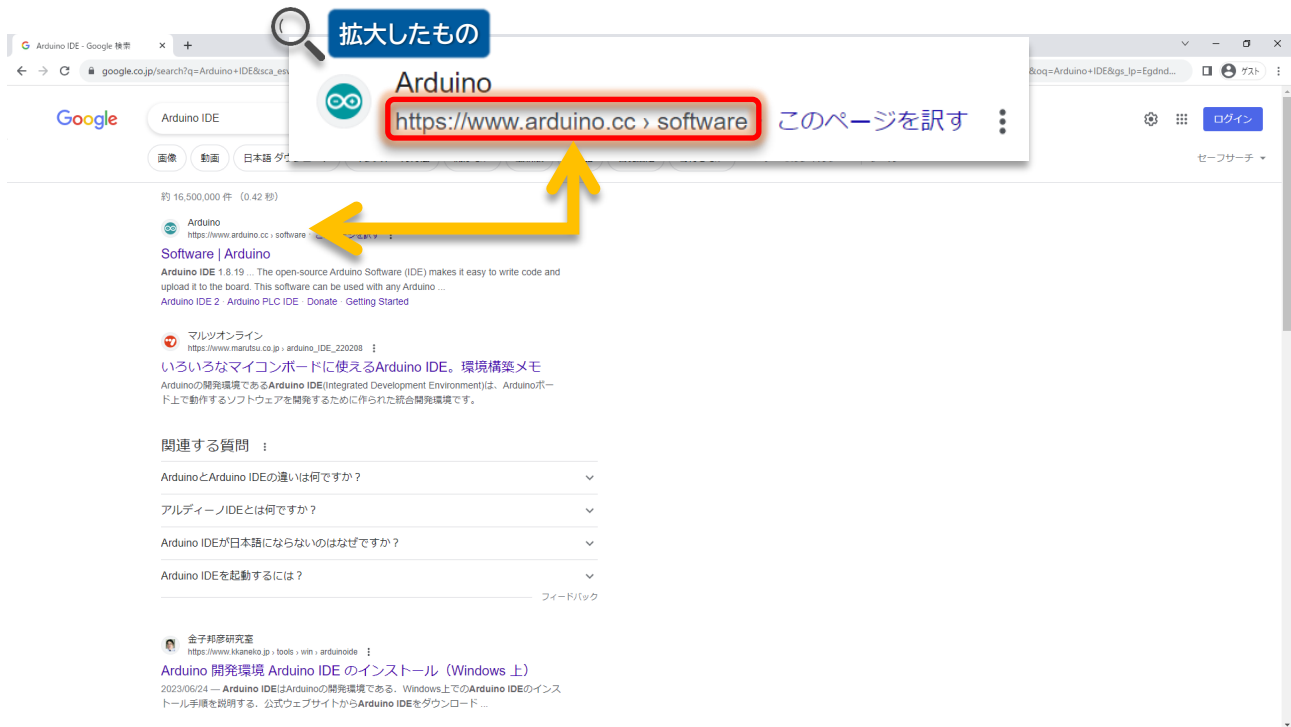 拡大したもの
Arduino IDE - Google 検索
google.co.jp/search?q=Arduino+IDE&sca_esv
&oq=Arduino+IDE&gs_lp=Egdnd...
ゲスト
Arduino
https://www.arduino.cc › software
このページを訳す
Google
Arduino IDE
ログイン
画像
動画
日本語
セーフサーチ
約 16,500,000 件 (0.42 秒)
Arduino
https://www.arduino.cc › software
Software | Arduino
Arduino IDE 1.8.19 ... The open-source Arduino Software (IDE) makes it easy to write code and
upload it to the board. This software can be used with any Arduino ...
Arduino IDE 2 · Arduino PLC IDE · Donate · Getting Started
マルツオンライン
https://www.marutsu.co.jp › arduino_IDE_220208
いろいろなマイコンボードに使えるArduino IDE。環境構築メモ
Arduinoの開発環境であるArduino IDE(Integrated Development Environment)は、Arduinoボー
ド上で動作するソフトウェアを開発するために作られた統合開発環境です。
関連する質問
ArduinoとArduino IDEの違いは何ですか？
アルディーノIDEとは何ですか？
Arduino IDEが日本語にならないのはなぜですか？
Arduino IDEを起動するには？
フィードバック
金子邦彦研究室
https://www.kkaneko.jp › tools › win › arduinoide
Arduino 開発環境 Arduino IDE のインストール（Windows 上）
2023/06/24 — Arduino IDEはArduinoの開発環境である．Windows上でのArduino IDEのインス
トール手順を説明する．公式ウェブサイトからArduino IDEをダウンロード ...